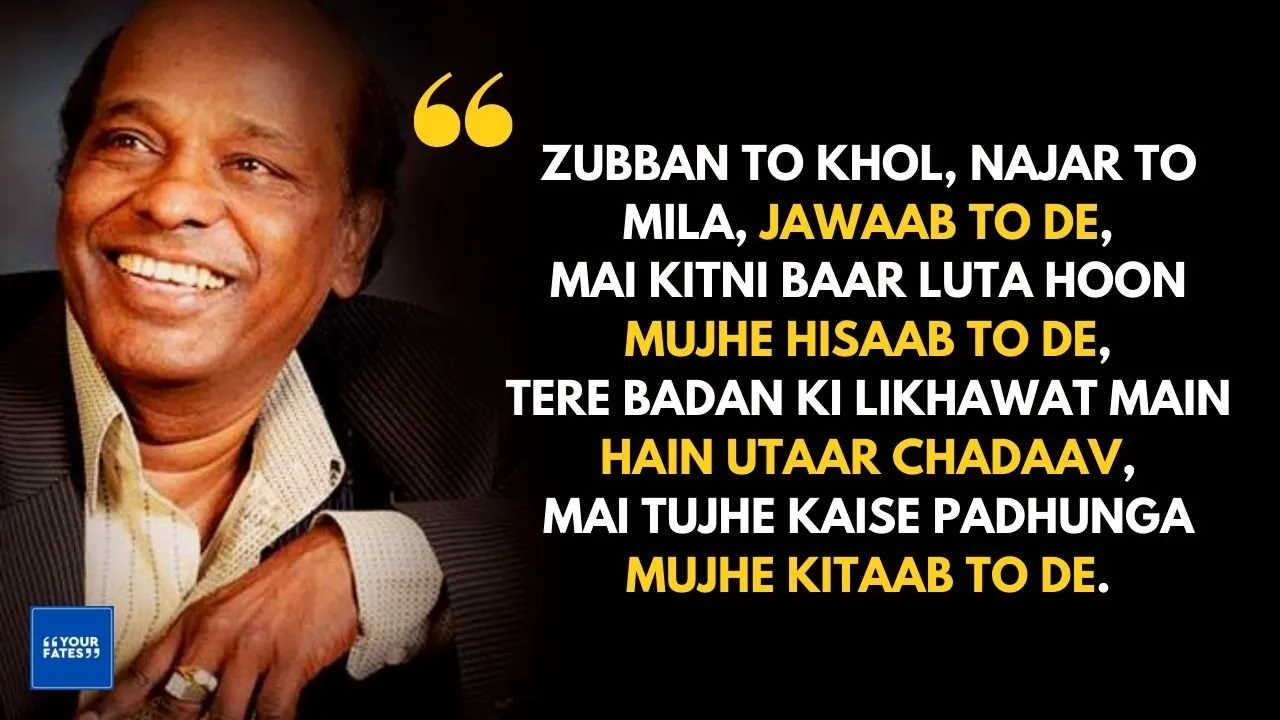 ZUBBAN TO KHOL, NAJAR TO
MILA, JAWAAB TO DE,
MAI KITNI BAAR LUTA HOON
MUJHE HISAAB TO DE,
TERE BADAN KI LIKHAWAT MAIN
HAIN UTAAR CHADAAV,
MAI TUJHE KAISE PADHUNGA
MUJHE KITAAB TO DE.
“YOUR
FATES”